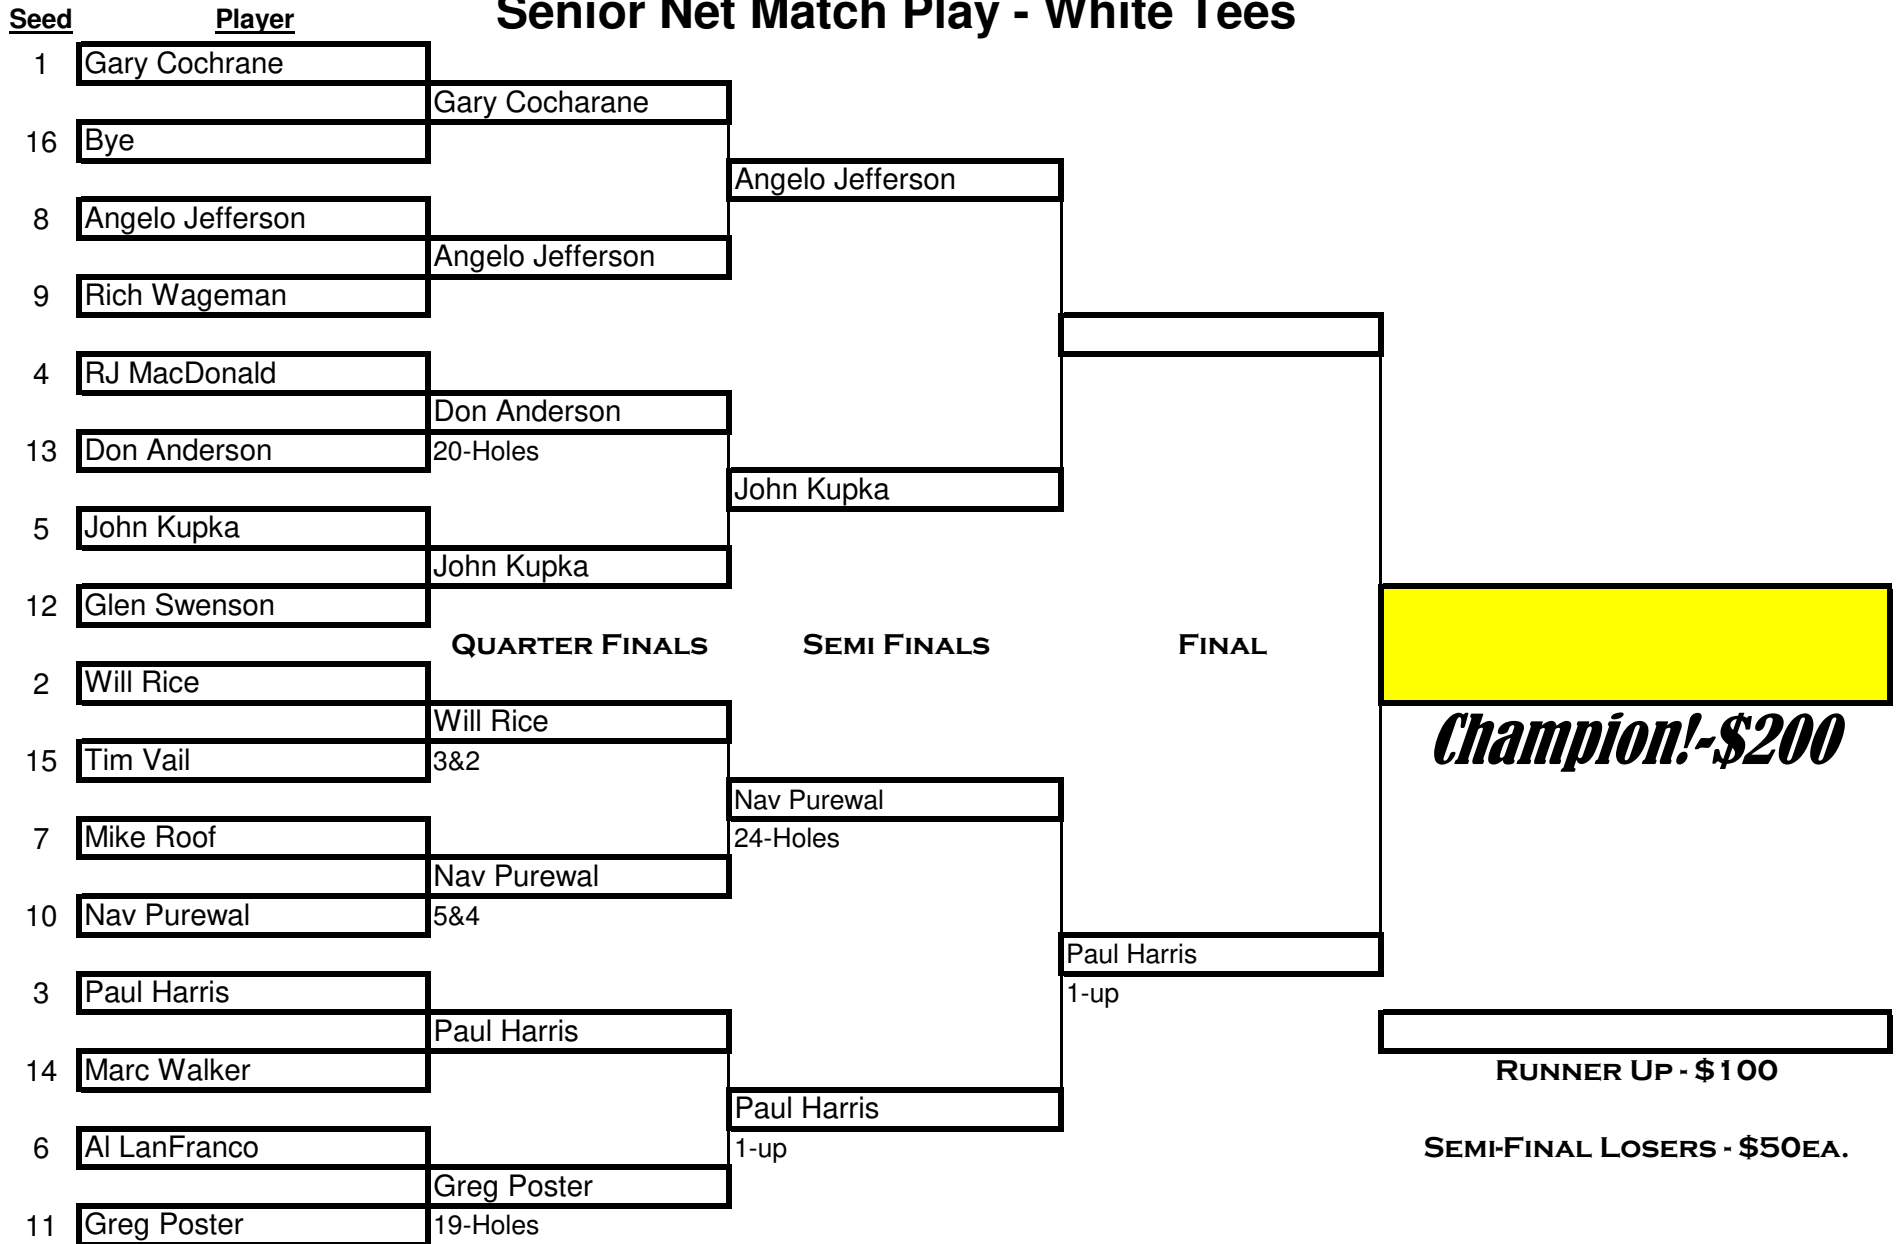 Senior Net Match Play - White Tees
Seed Player
1 Gary Cochrane
Gary Cocharane
16 Bye
Angelo Jefferson
8 Angelo Jefferson
Angelo Jefferson
9 Rich Wageman
4 RJ MacDonald
Don Anderson
13 Don Anderson 20-Holes
John Kupka
5 John Kupka
John Kupka
12 Glen Swenson
QUARTER FINALS SEMI FINALS FINAL
2 Will Rice
Will Rice
15 Tim Vail 3&2
Champion!-$200
Nav Purewal
7 Mike Roof 24-Holes
Nav Purewal
10 Nav Purewal 5&4
Paul Harris
3 Paul Harris 1-up
Paul Harris
14 Marc Walker RUNNER UP - $100
Paul Harris
6 Al LanFranco 1-up SEMI-FINAL LOSERS - $50EA.
Greg Poster
11 Greg Poster 19-Holes